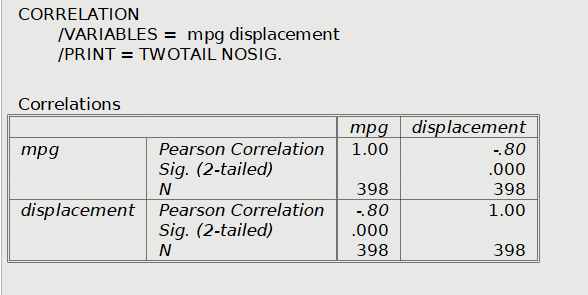 CORRELATION
/VARIABLES = mpg displacement
/PRINT = TWOTAIL NOSIG.
Correlations
mpg displacement
mpg Pearson Correlation 1.00 -.80
Sig. (2-tailed) .000
N 398 398
displacement Pearson Correlation -.80 1.00
Sig. (2-tailed) .000
N 398 398